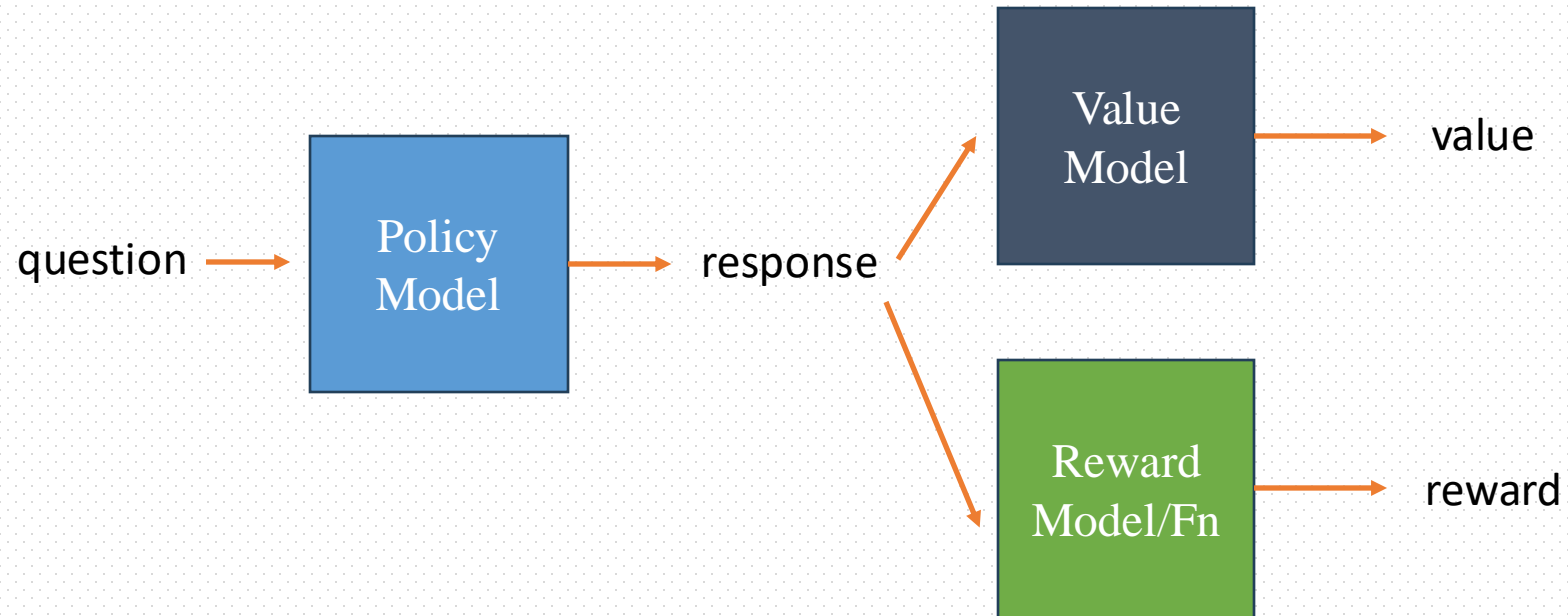 question
Policy
Model
response
Value
Model
value
Reward
Model/Fn
reward